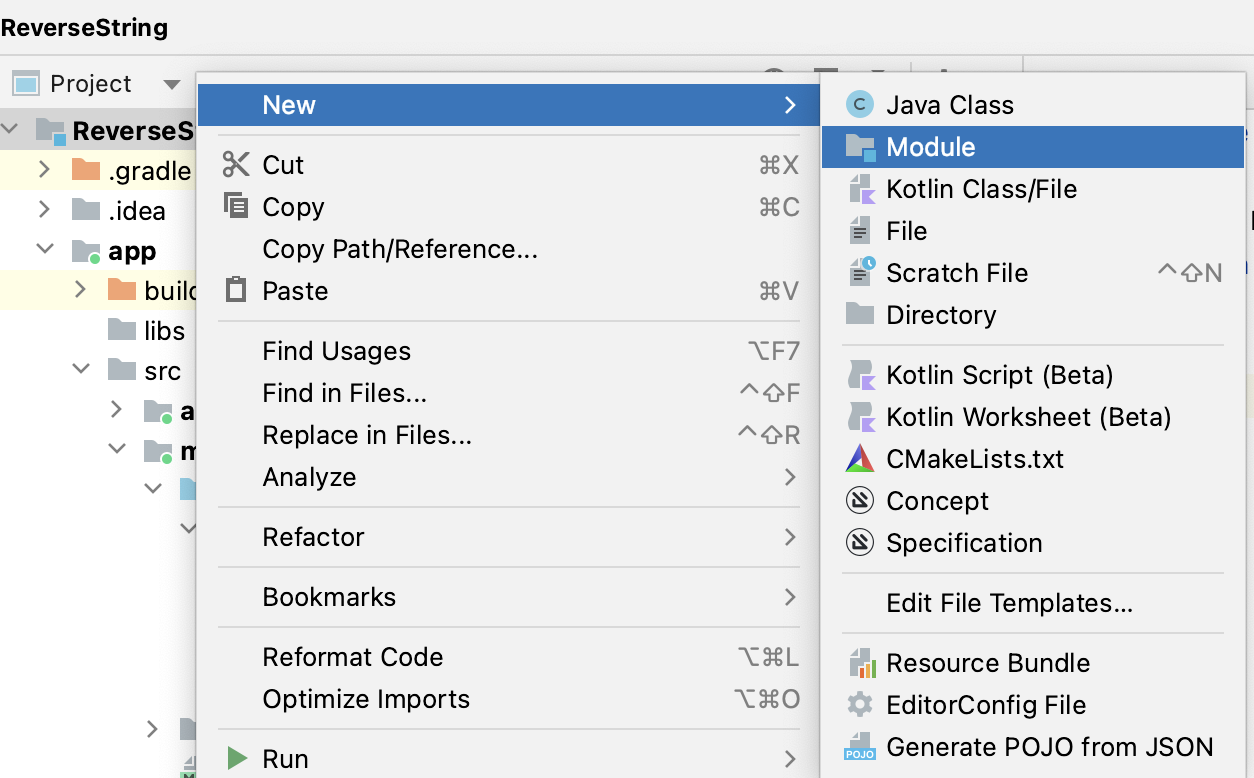 ReverseString
Project
ReverseS
.gradle
.idea
app
libs
src
New
Cut ⌘X
Copy ⌘C
Copy Path/Reference...
Paste ⌘V
Find Usages ⌥F7
Find in Files... ^⇧F
Replace in Files... ^⇧R
Analyze
Refactor
Bookmarks
Reformat Code ⌥⌘L
Optimize Imports ⌥⌘O
Run
Java Class
Module
Kotlin Class/File
File
Scratch File ^⇧N
Directory
Kotlin Script (Beta)
Kotlin Worksheet (Beta)
CMakeLists.txt
Concept
Specification
Edit File Templates...
Resource Bundle
EditorConfig File
Generate POJO from JSON